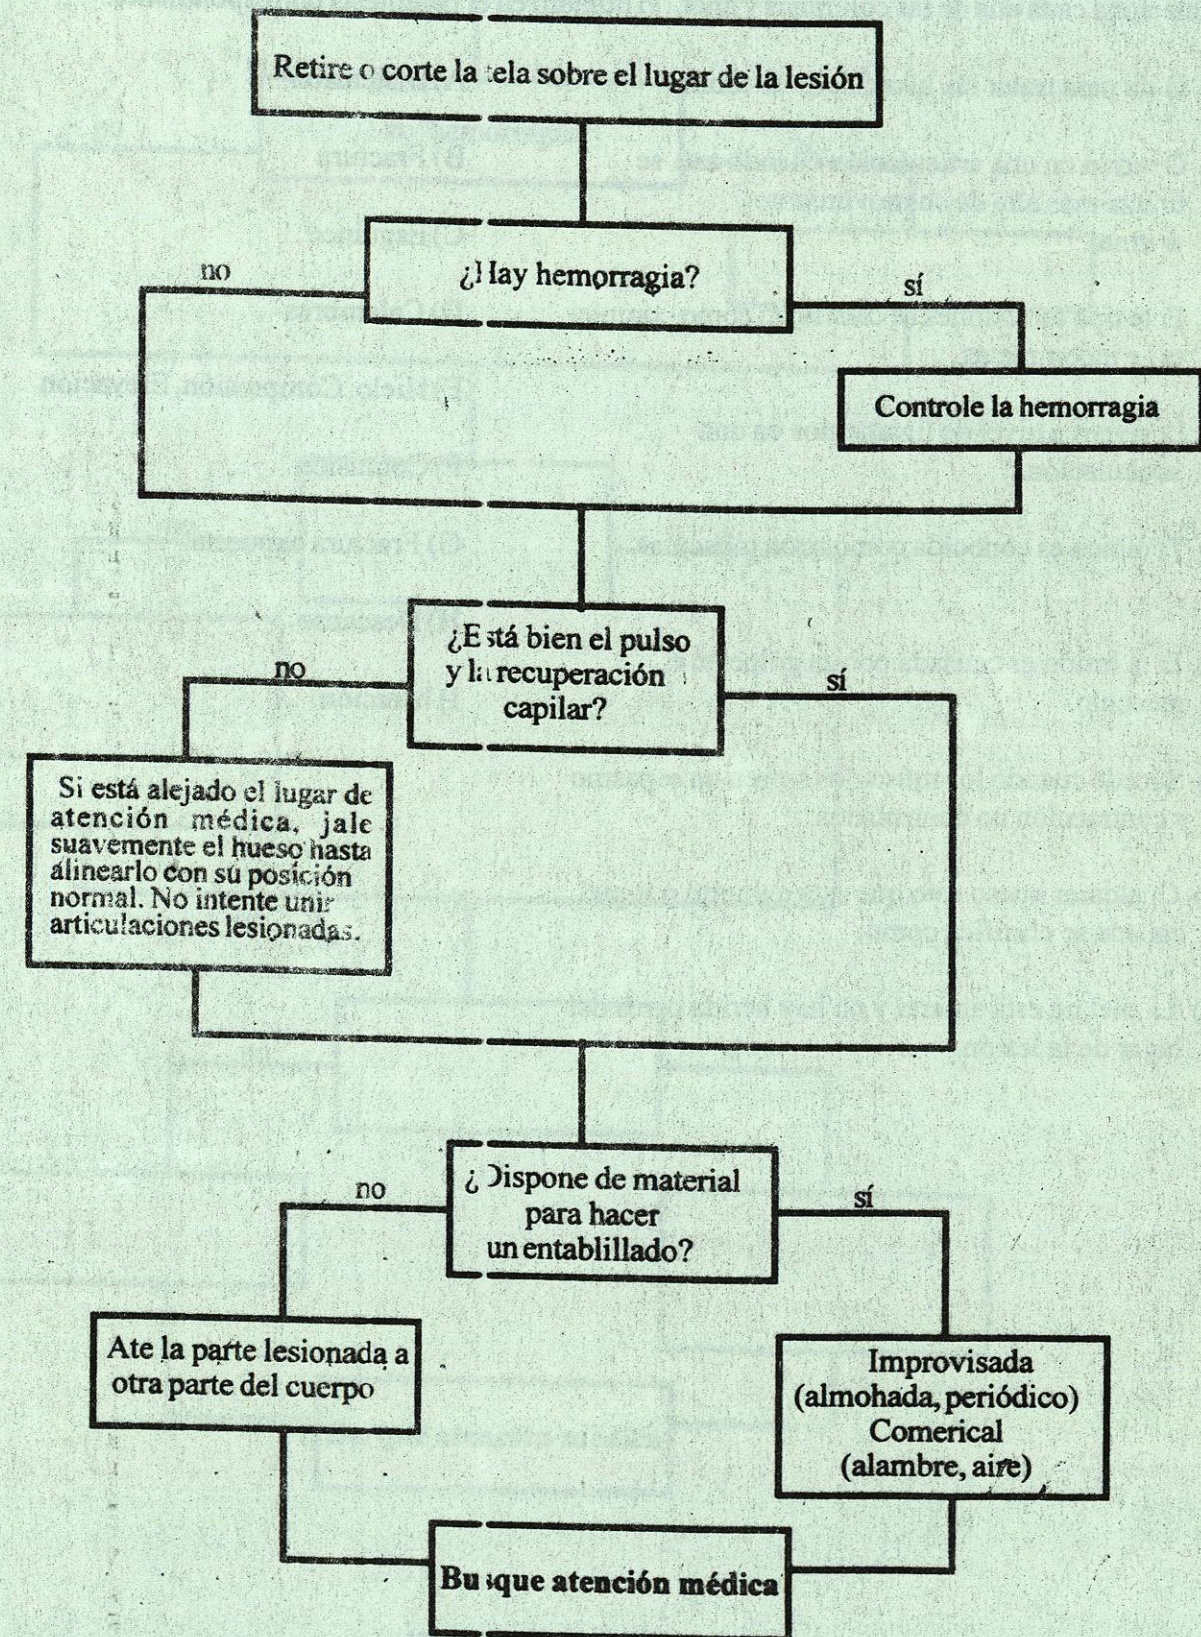 Retire o corte la tela sobre el lugar de la lesión
¿Hay hemorragia?
no
sí
Controle la hemorragia
¿Está bien el pulso
y la recuperación
capilar?
no
sí
Si está alejado el lugar de
atención médica, jale
suavemente el hueso hasta
alinearlo con su posición
normal. No intente unir
articulaciones lesionadas.
¿Dispone de material
para hacer
un entablillado?
no
sí
Ate la parte lesionada a
otra parte del cuerpo
Improvisada
(almohada, periódico)
Comerical
(alambre, aire)
Busque atención médica